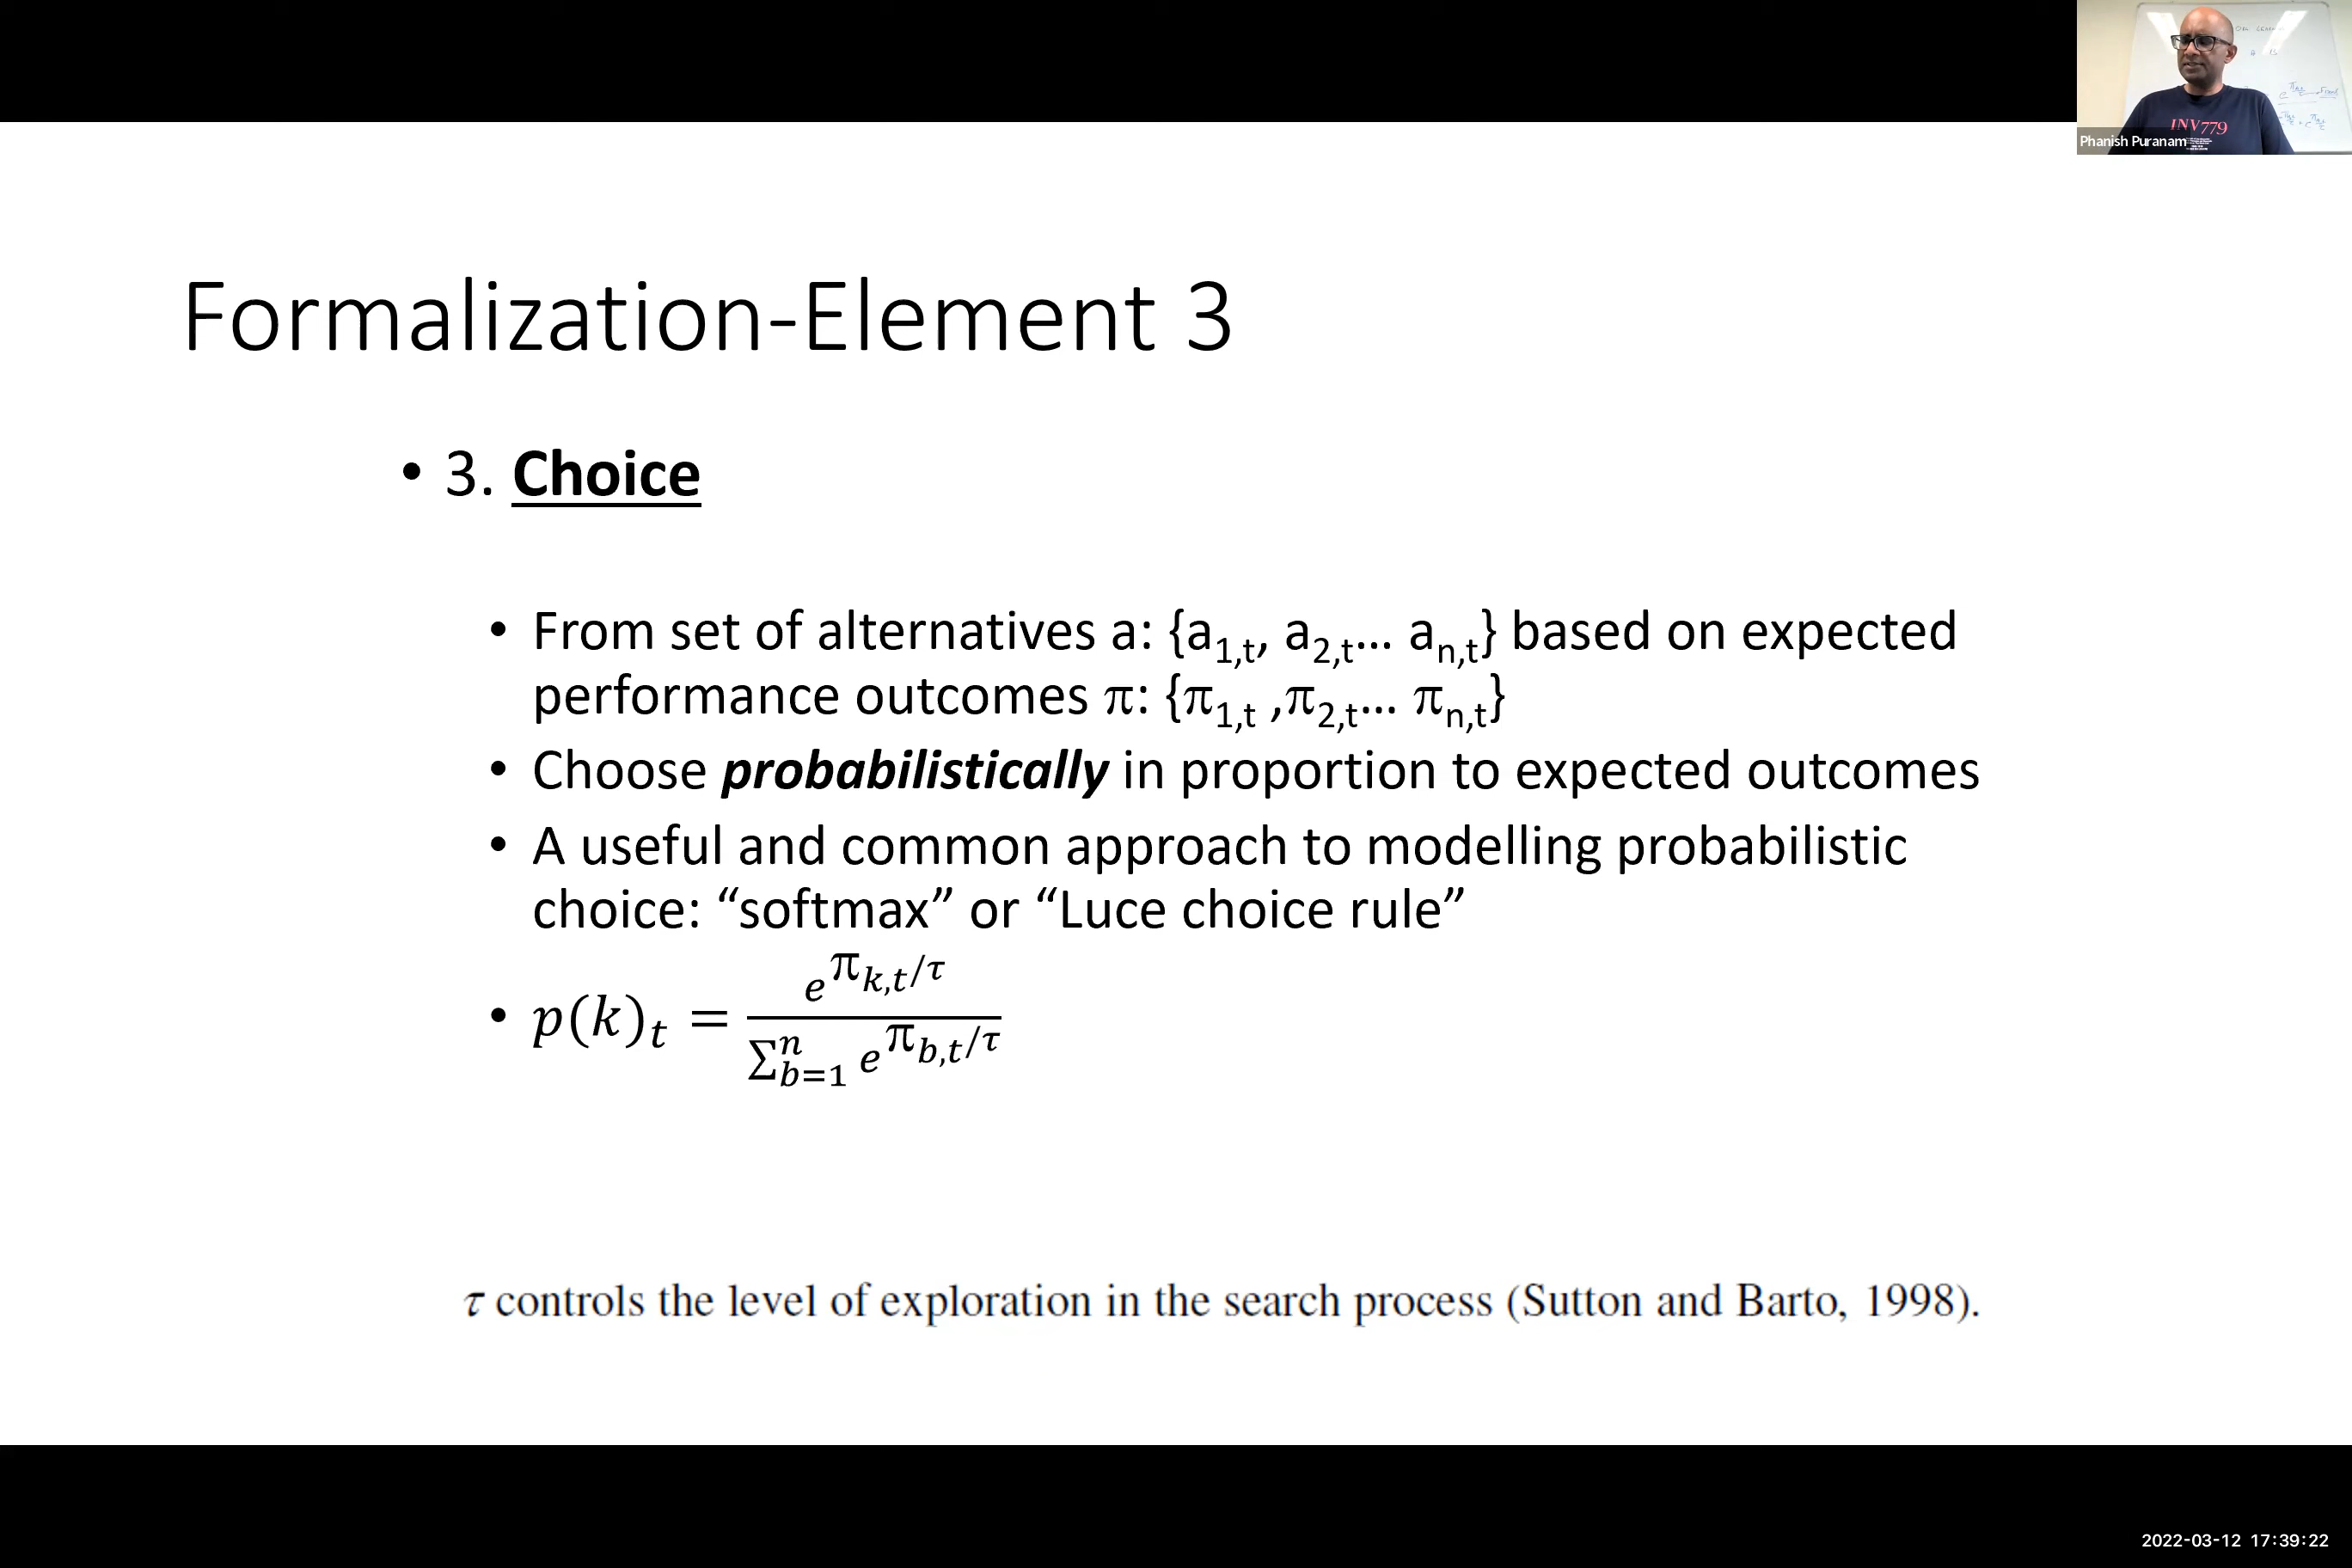 Phanish Puranam
INV779
Formalization-Element 3
• 3. Choice
• From set of alternatives a: {a1,t, a2,t... an,t} based on expected
performance outcomes π: {π1,t ,π2,t... πn,t}
• Choose probabilistically in proportion to expected outcomes
• A useful and common approach to modelling probabilistic
choice: “softmax” or “Luce choice rule”
• p(k)t = e^πk,t/τ / ∑_{b=1}^{n} e^πb,t/τ
τ controls the level of exploration in the search process (Sutton and Barto, 1998).
2022-03-12 17:39:22